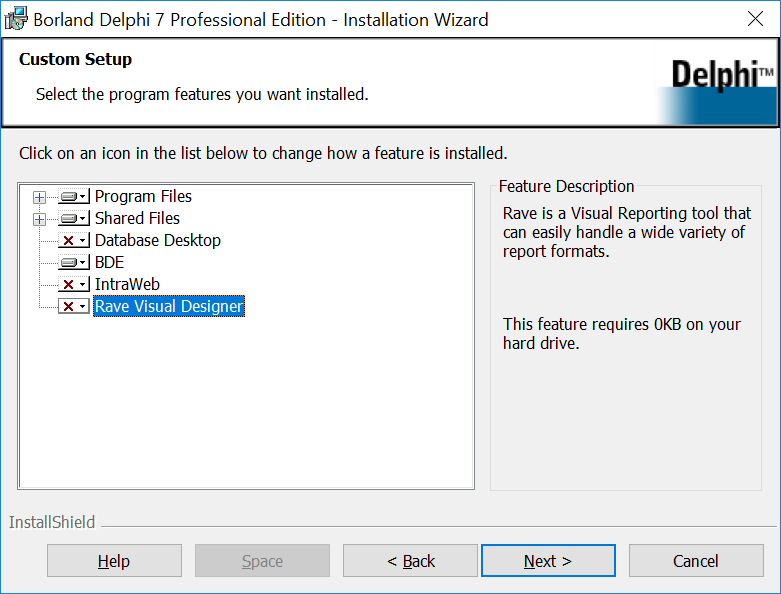 Borland Delphi 7 Professional Edition - Installation Wizard
Custom Setup
Select the program features you want installed.
Delphi™
Click on an icon in the list below to change how a feature is installed.
Program Files
Shared Files
Database Desktop
BDE
IntraWeb
Rave Visual Designer
Feature Description
Rave is a Visual Reporting tool that
can easily handle a wide variety of
report formats.
This feature requires 0KB on your
hard drive.
InstallShield
Help
Space
< Back
Next >
Cancel